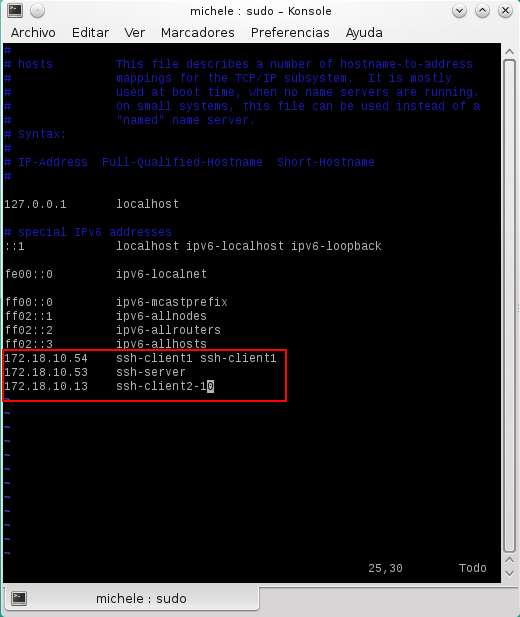 michele : sudo – Konsole
Archivo Editar Ver Marcadores Preferencias Ayuda
#
# hosts         This file describes a number of hostname-to-address
#               mappings for the TCP/IP subsystem.  It is mostly
#               used at boot time, when no name servers are running.
#               On small systems, this file can be used instead of a
#               "named" name server.
# Syntax:
#
# IP-Address  Full-Qualified-Hostname  Short-Hostname
#
127.0.0.1       localhost
# special IPv6 addresses
::1             localhost ipv6-localhost ipv6-loopback
fe00::0         ipv6-localnet
ff00::0         ipv6-mcastprefix
ff02::1         ipv6-allnodes
ff02::2         ipv6-allrouters
ff02::3         ipv6-allhosts
172.18.10.54    ssh-client1 ssh-client1
172.18.10.53    ssh-server
172.18.10.13    ssh-client2-10
~
~
~
~
~
~
~
~
~
~
~
~
25,30        Todo
michele : sudo